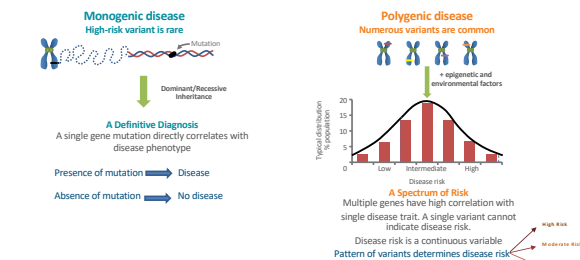 Monogenic disease
High-risk variant is rare
Mutation
Dominant/Recessive
Inheritance
A Definitive Diagnosis
A single gene mutation directly correlates with
disease phenotype
Presence of mutation
Disease
Absence of mutation
No disease
Polygenic disease
Numerous variants are common
+ epigenetic and
environmental factors
Typical distribution
% population
20
15
10
5
0
Low
Intermediate
High
Disease risk
A Spectrum of Risk
Multiple genes have high correlation with
single disease trait. A single variant cannot
indicate disease risk.
Disease risk is a continuous variable
Pattern of variants determines disease risk
High Risk
Moderate Risk